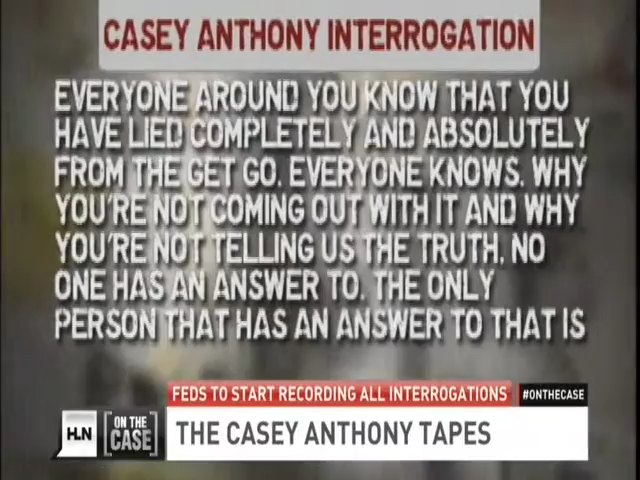 CASEY ANTHONY INTERROGATION
EVERYONE AROUND YOU KNOW THAT YOU
HAVE LIED COMPLETELY AND ABSOLUTELY
FROM THE GET GO. EVERYONE KNOWS. WHY
YOU'RE NOT COMING OUT WITH IT AND WHY
YOU'RE NOT TELLING US THE TRUTH, NO
ONE HAS AN ANSWER TO. THE ONLY
PERSON THAT HAS AN ANSWER TO THAT IS
FEDS TO START RECORDING ALL INTERROGATIONS #ONTHECASE
HLN ON THE CASE THE CASEY ANTHONY TAPES